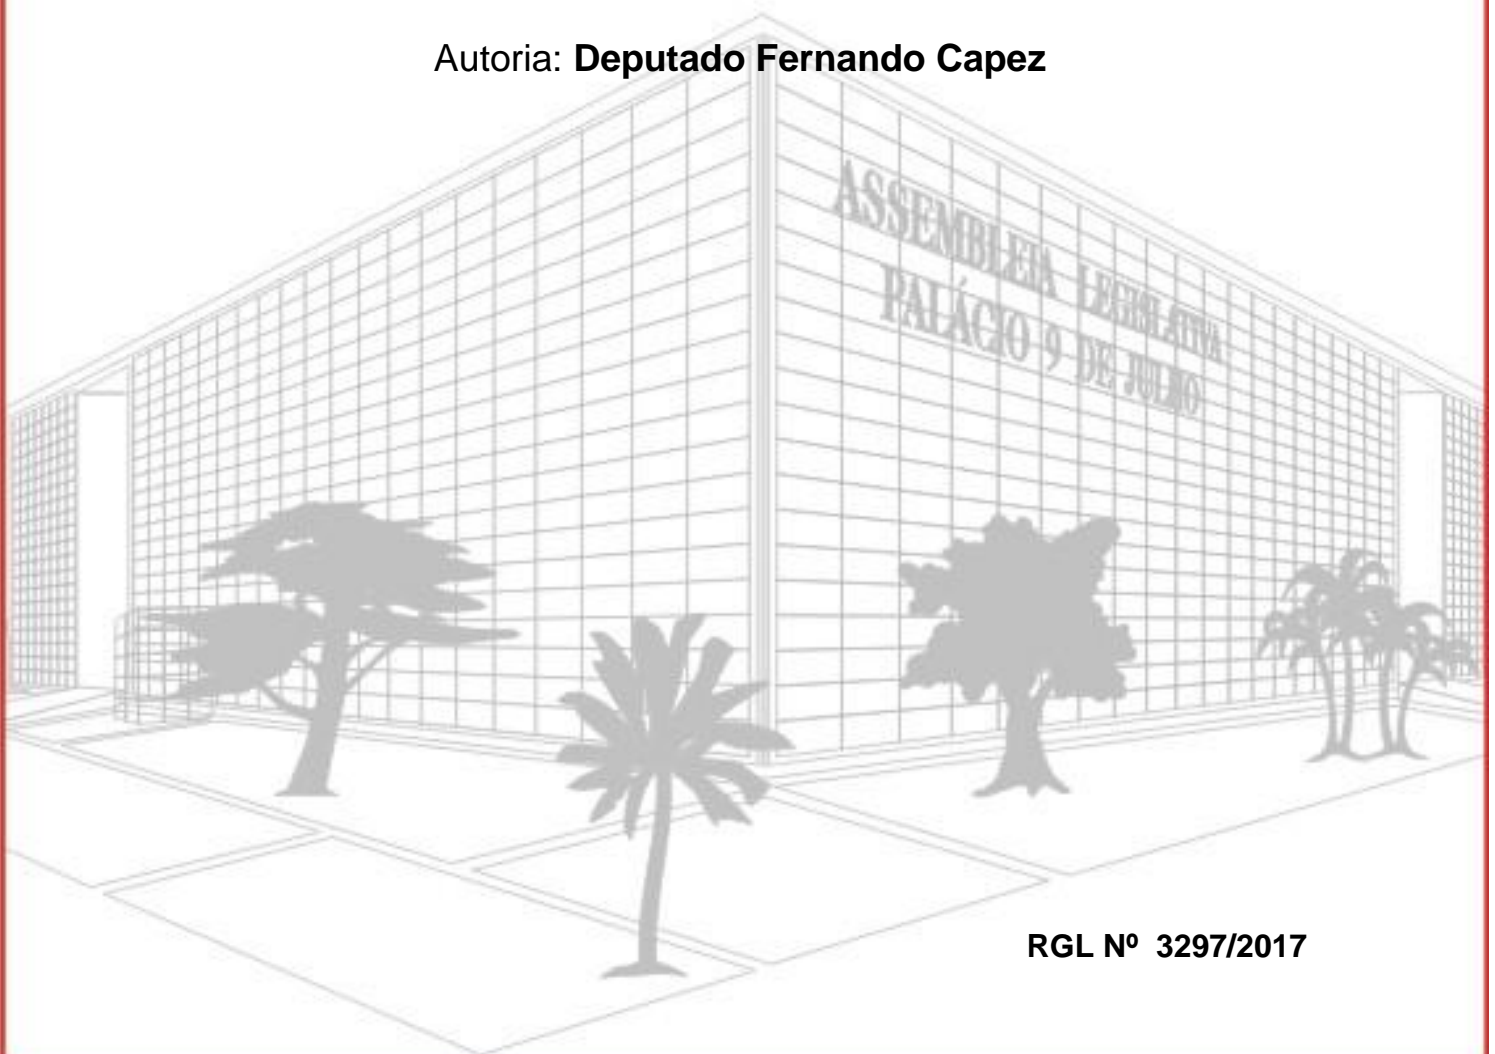 Autoria: Deputado Fernando Capez
ASSEMBLEIA LEGISLATIVA
PALÁCIO 9 DE JULHO
RGL Nº 3297/2017